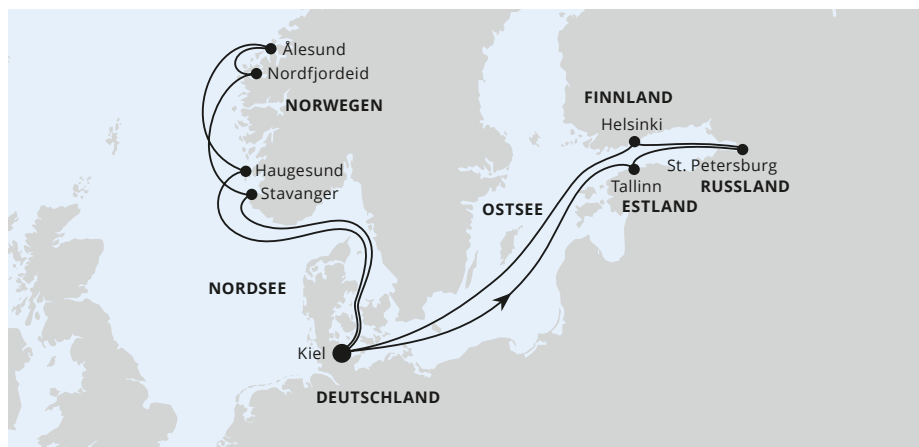 Ålesund
Nordfjordeid
NORWEGEN
FINNLAND
Helsinki
Haugesund
Stavanger
St. Petersburg
RUSSLAND
Tallinn
ESTLAND
OSTSEE
NORDSEE
Kiel
DEUTSCHLAND